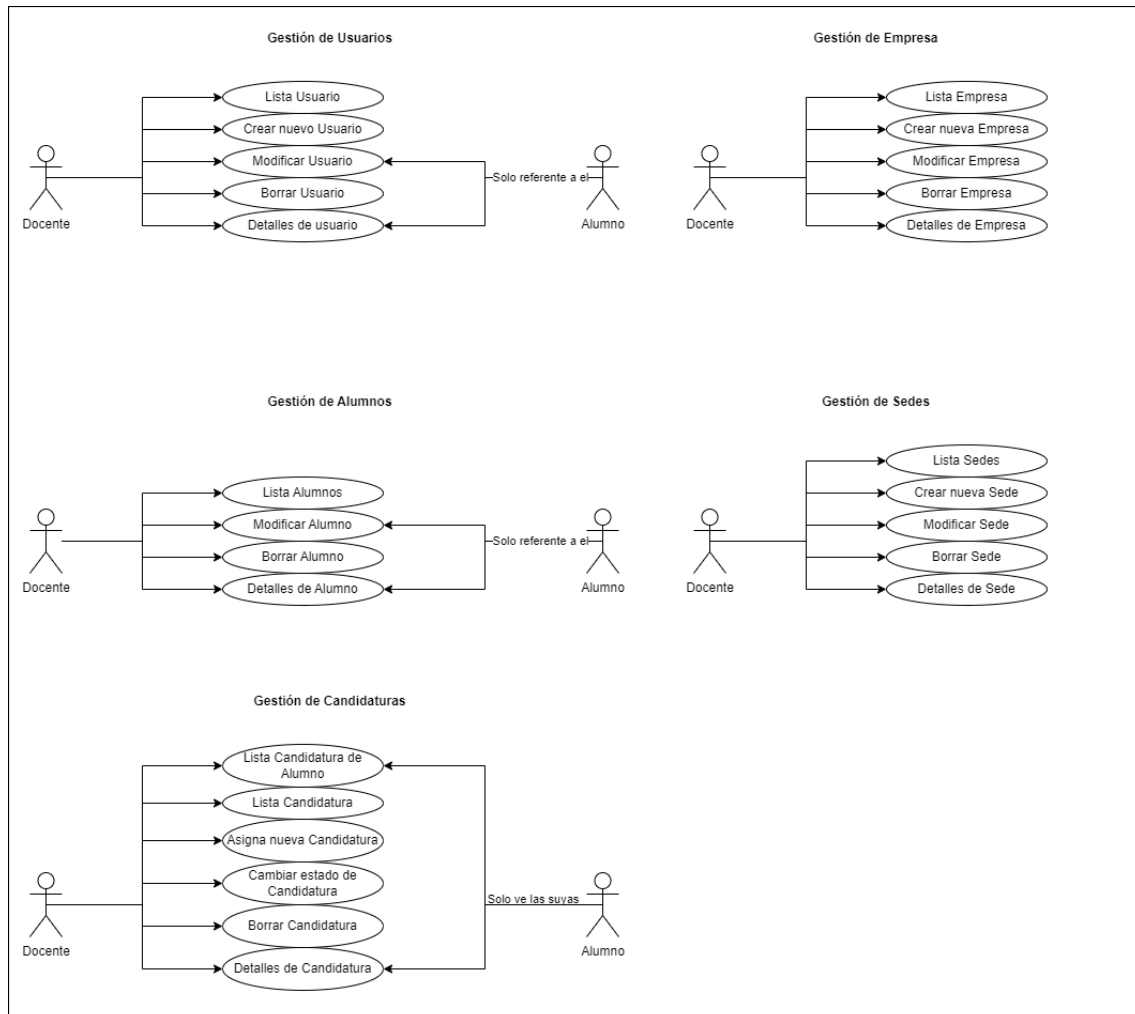 Gestión de Usuarios
Lista Usuario
Crear nuevo Usuario
Modificar Usuario
Borrar Usuario
Detalles de usuario
Docente
Solo referente a el
Alumno
Gestión de Empresa
Lista Empresa
Crear nueva Empresa
Modificar Empresa
Borrar Empresa
Detalles de Empresa
Docente
Gestión de Alumnos
Lista Alumnos
Modificar Alumno
Borrar Alumno
Detalles de Alumno
Docente
Solo referente a el
Alumno
Gestión de Sedes
Lista Sedes
Crear nueva Sede
Modificar Sede
Borrar Sede
Detalles de Sede
Docente
Gestión de Candidaturas
Lista Candidatura de
Alumno
Lista Candidatura
Asigna nueva Candidatura
Cambiar estado de
Candidatura
Borrar Candidatura
Detalles de Candidatura
Docente
Solo ve las suyas
Alumno